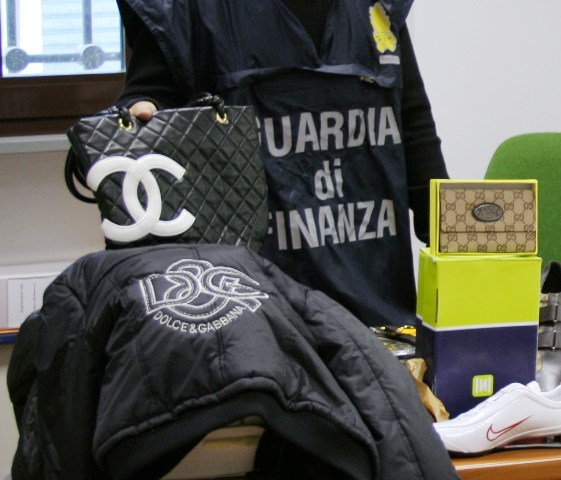 GUARDIA
di
FINANZA
D&G
DOLCE & GABBANA